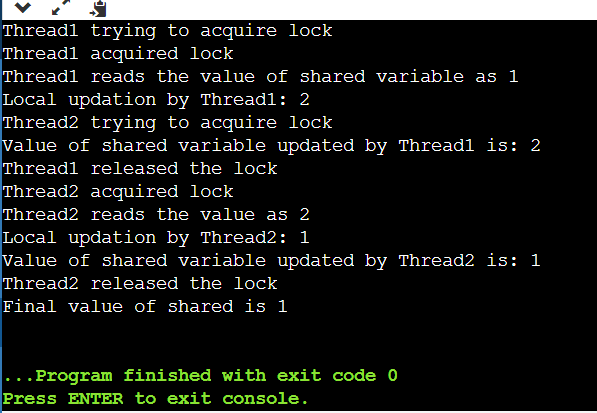 Thread1 trying to acquire lock
Thread1 acquired lock
Thread1 reads the value of shared variable as 1
Local updation by Thread1: 2
Thread2 trying to acquire lock
Value of shared variable updated by Thread1 is: 2
Thread1 released the lock
Thread2 acquired lock
Thread2 reads the value as 2
Local updation by Thread2: 1
Value of shared variable updated by Thread2 is: 1
Thread2 released the lock
Final value of shared is 1
...Program finished with exit code 0
Press ENTER to exit console.